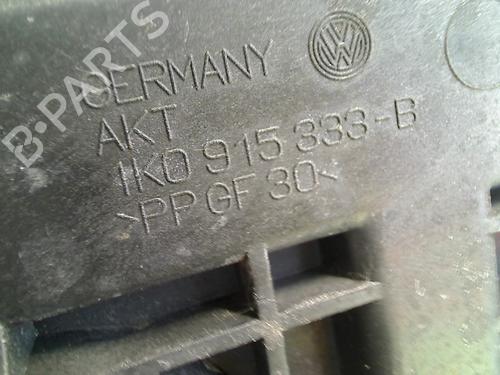 B-PARTS
GERMANY
AKT
1K0 915 333-B
>PP GF 30<